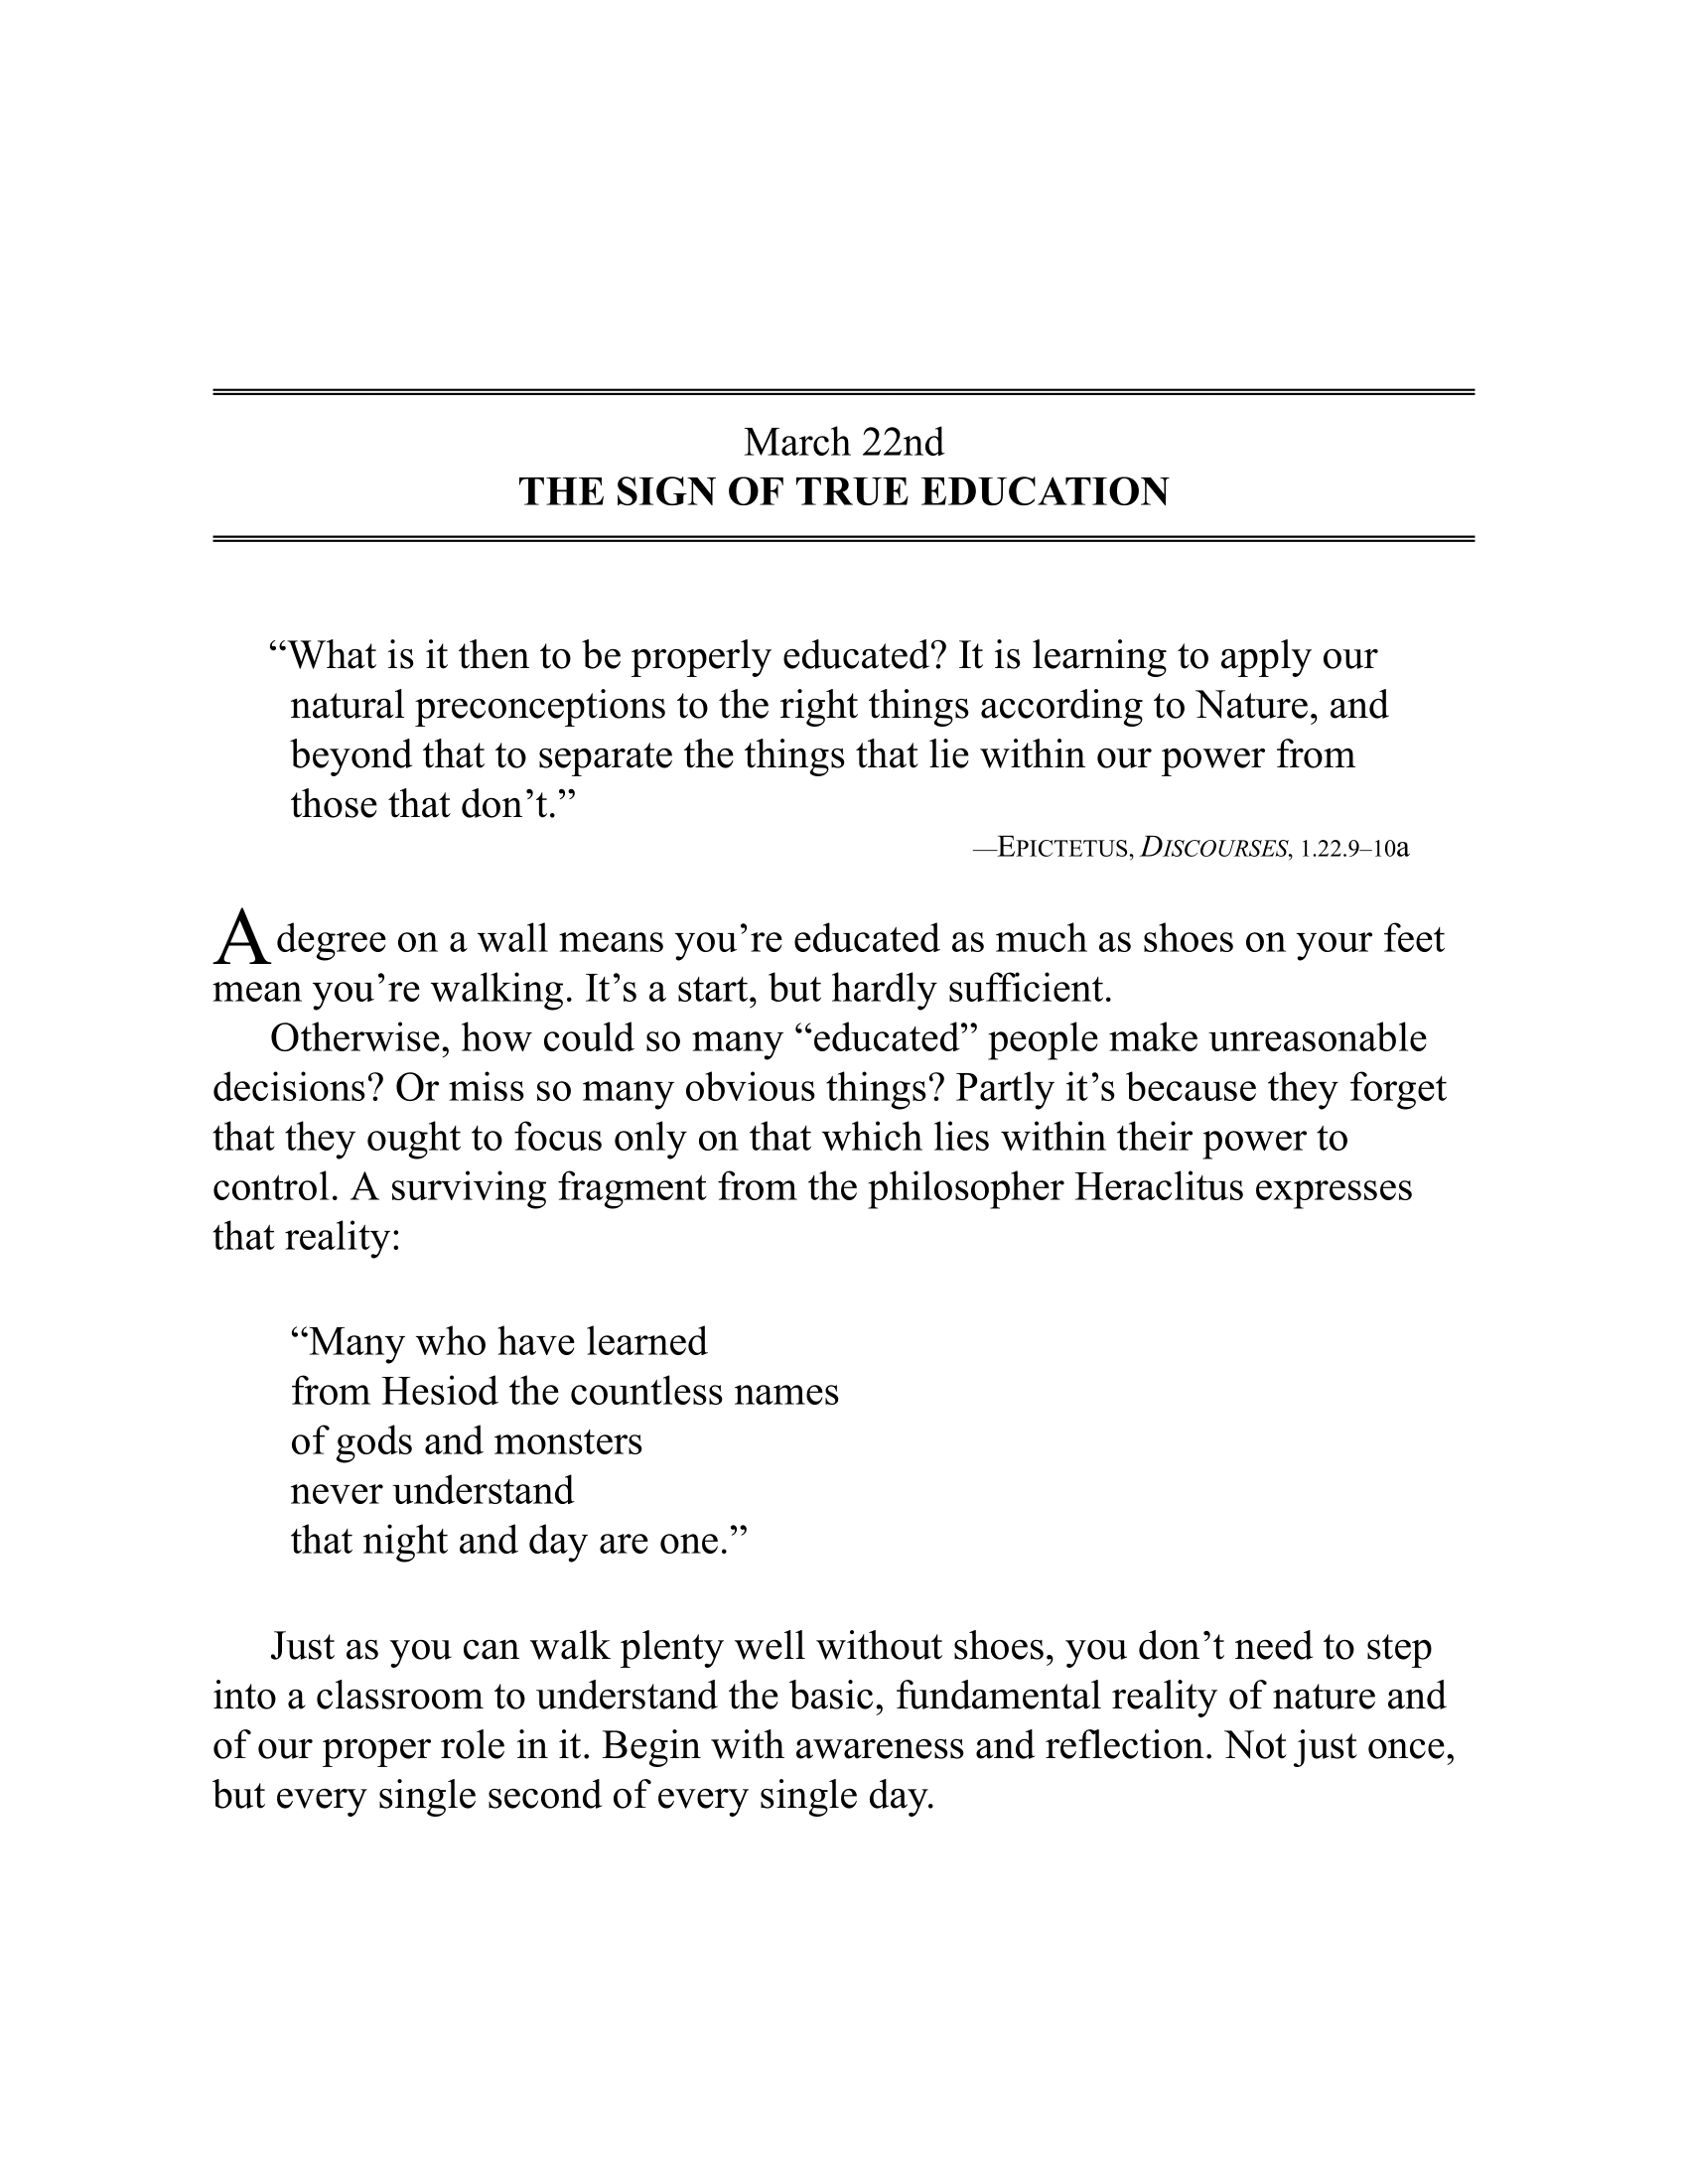 March 22nd
THE SIGN OF TRUE EDUCATION
“What is it then to be properly educated? It is learning to apply our
natural preconceptions to the right things according to Nature, and
beyond that to separate the things that lie within our power from
those that don’t.”
—EPICTETUS, DISCOURSES, 1.22.9–10a
A degree on a wall means you’re educated as much as shoes on your feet
mean you’re walking. It’s a start, but hardly sufficient.
Otherwise, how could so many “educated” people make unreasonable
decisions? Or miss so many obvious things? Partly it’s because they forget
that they ought to focus only on that which lies within their power to
control. A surviving fragment from the philosopher Heraclitus expresses
that reality:
“Many who have learned
from Hesiod the countless names
of gods and monsters
never understand
that night and day are one.”
Just as you can walk plenty well without shoes, you don’t need to step
into a classroom to understand the basic, fundamental reality of nature and
of our proper role in it. Begin with awareness and reflection. Not just once,
but every single second of every single day.